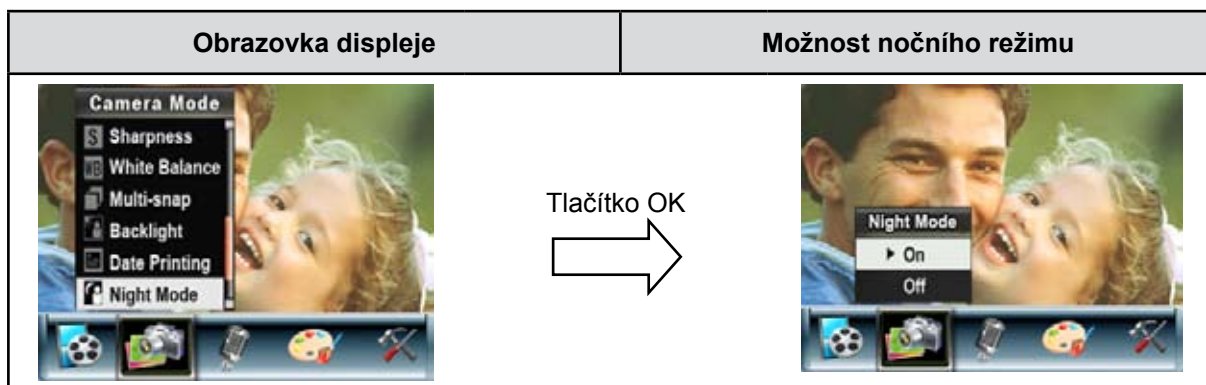 Obrazovka displeje
Možnost nočního režimu
Camera Mode
Sharpness
White Balance
Multi-snap
Backlight
Date Printing
Night Mode
Tlačítko OK
Night Mode
On
Off